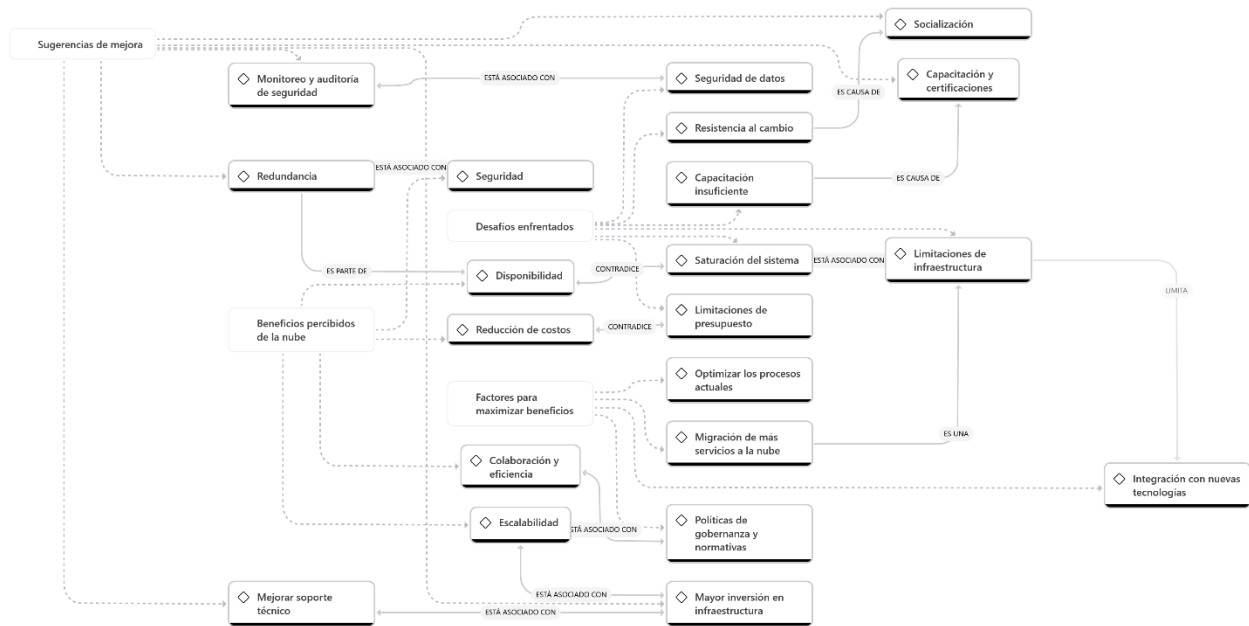 Socialización
Sugerencias de mejora
Monitoreo y auditoría
de seguridad
ESTÁ ASOCIADO CON
Seguridad de datos
Capacitación y
certificaciones
ES CAUSA DE
Resistencia al cambio
Redundancia
ESTÁ ASOCIADO CON
Seguridad
Capacitación
insuficiente
ES CAUSA DE
Desafíos enfrentados
ES PARTE DE
Disponibilidad
CONTRADICE
Saturación del sistema
ESTÁ ASOCIADO CON
Limitaciones de
infraestructura
LIMITA
Beneficios percibidos
de la nube
Reducción de costos
CONTRADICE
Limitaciones de
presupuesto
Optimizar los procesos
actuales
Factores para
maximizar beneficios
Migración de más
servicios a la nube
ES UNA
Colaboración y
eficiencia
Integración con nuevas
tecnologías
Escalabilidad
ESTÁ ASOCIADO CON
Políticas de
gobernanza y
normativas
Mejorar soporte
técnico
ESTÁ ASOCIADO CON
ESTÁ ASOCIADO CON
Mayor inversión en
infraestructura